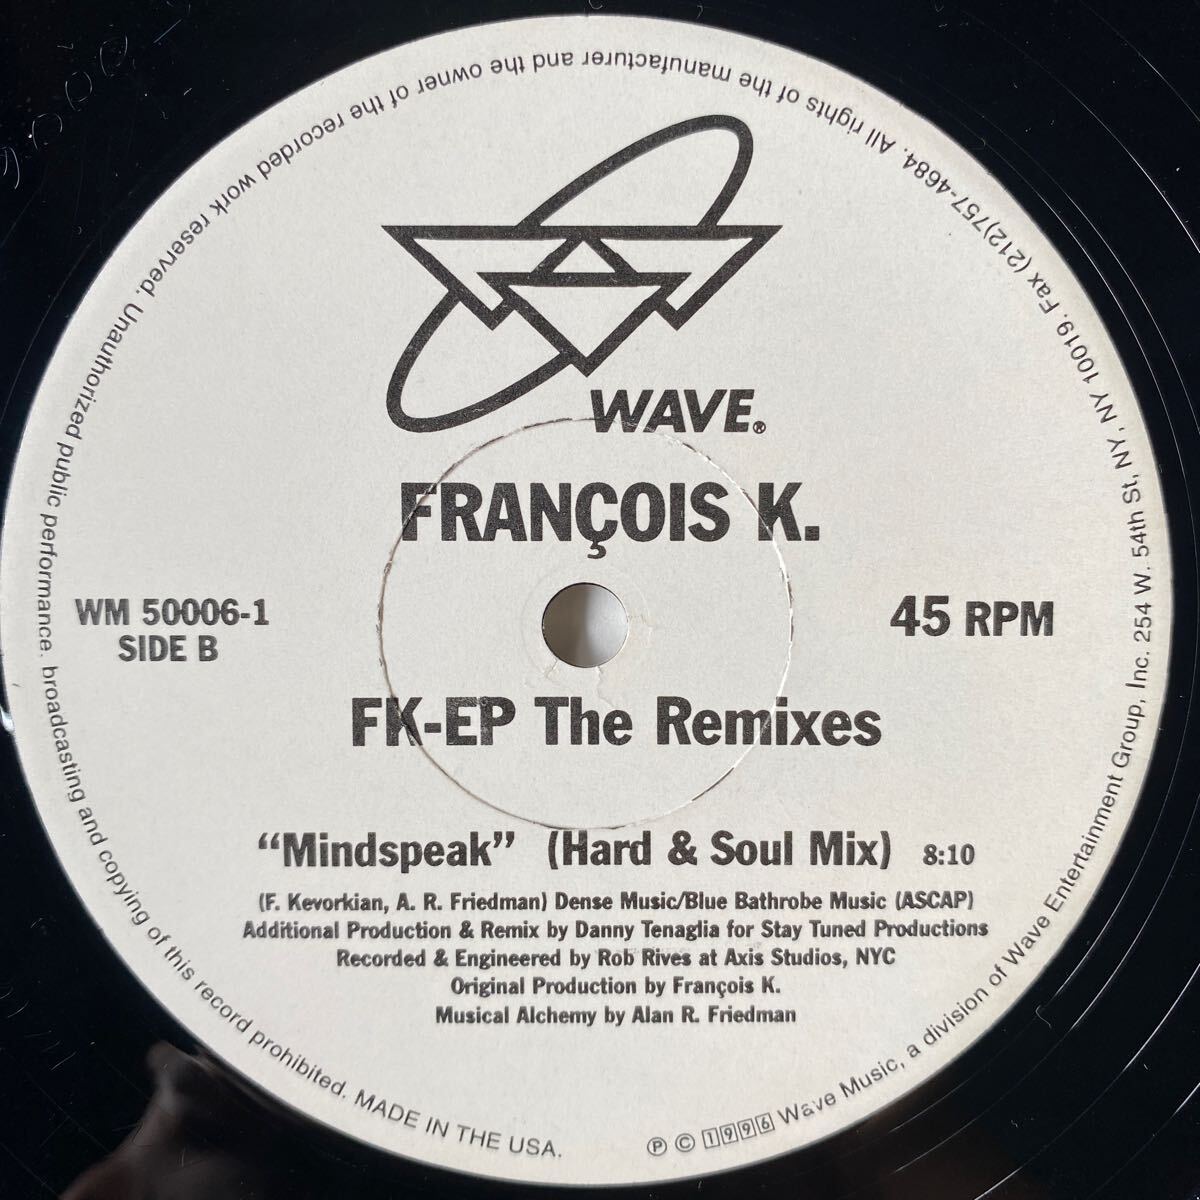 WAVE®
FRANÇOIS K.
WM 50006-1
SIDE B
45 RPM
FK-EP The Remixes
“Mindspeak” (Hard & Soul Mix) 8:10
(F. Kevorkian, A. R. Friedman) Dense Music/Blue Bathrobe Music (ASCAP)
Additional Production & Remix by Danny Tenaglia for Stay Tuned Productions
Recorded & Engineered by Rob Rives at Axis Studios, NYC
Original Production by François K.
Musical Alchemy by Alan R. Friedman
℗ © 1996 Wave Music, a division of Wave Entertainment Group, Inc. 254 W. 54th St, NY, NY 10019. Fax (212)757-4684. All rights of the manufacturer and the owner of the recorded work reserved. Unauthorized public performance, broadcasting and copying of this record prohibited. MADE IN THE USA.